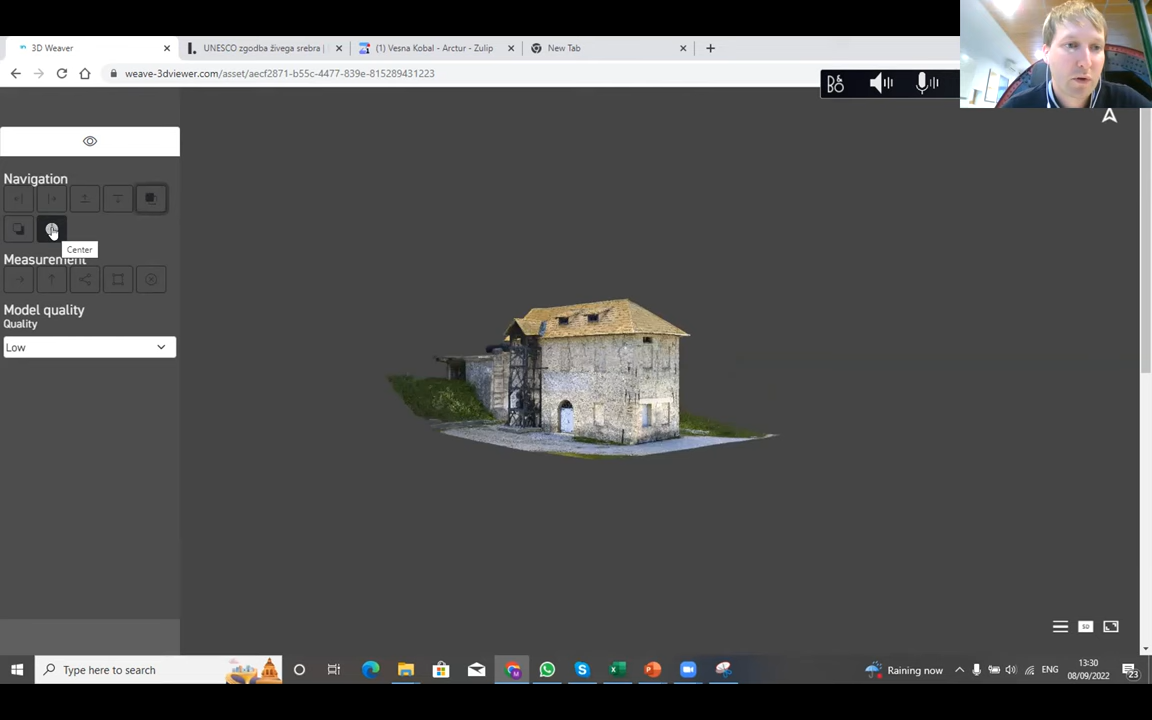 3D Weaver
UNESCO zgodba živega srebra |
(1) Vesna Kobal - Arctur - Zulip
New Tab
weave-3dviewer.com/asset/aecf2871-b55c-4477-839e-815289431223
Navigation
Center
Measurement
Model quality
Quality
Low
SD
Type here to search
Raining now
ENG
13:30
08/09/2022
23